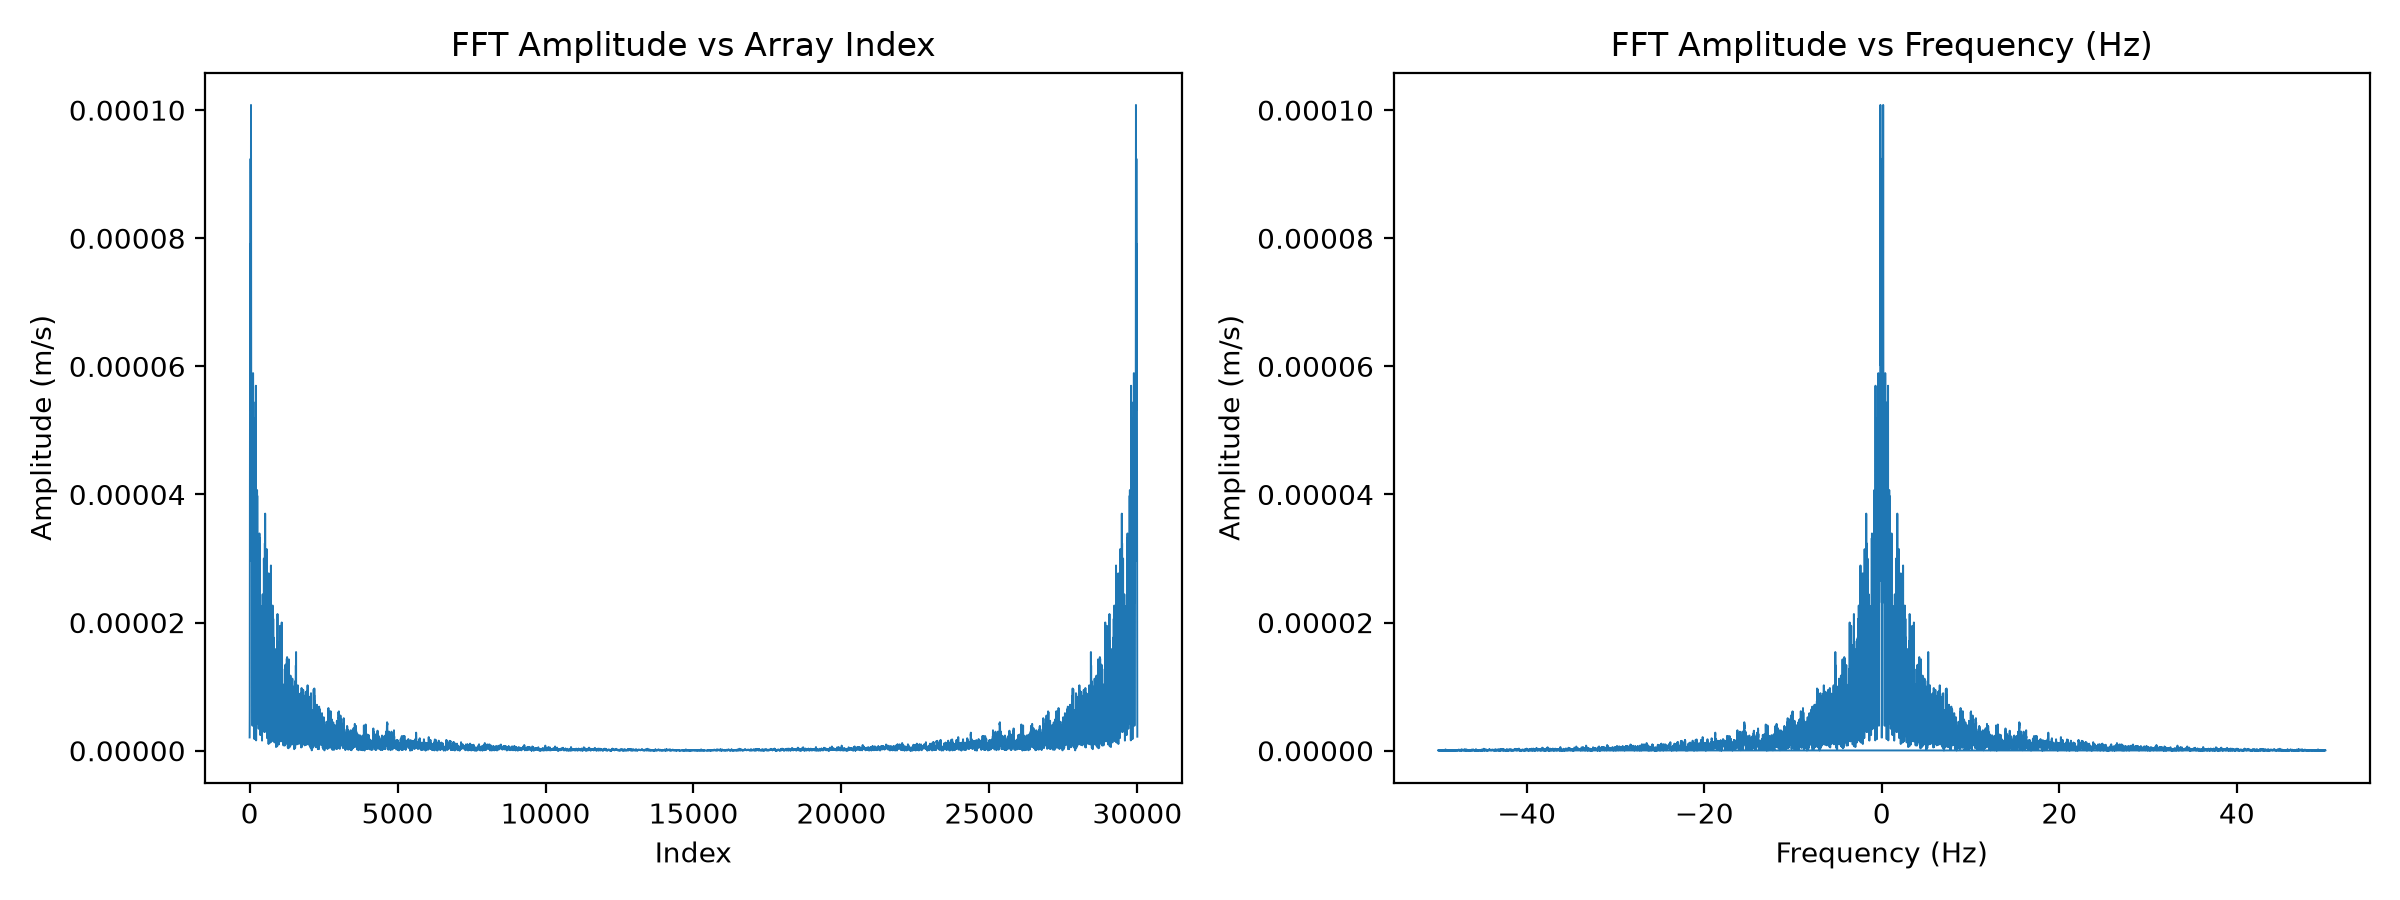 FFT Amplitude vs Array Index
Amplitude (m/s)
0.00010
0.00008
0.00006
0.00004
0.00002
0.00000
0 5000 10000 15000 20000 25000 30000
Index
FFT Amplitude vs Frequency (Hz)
Amplitude (m/s)
0.00010
0.00008
0.00006
0.00004
0.00002
0.00000
−40 −20 0 20 40
Frequency (Hz)